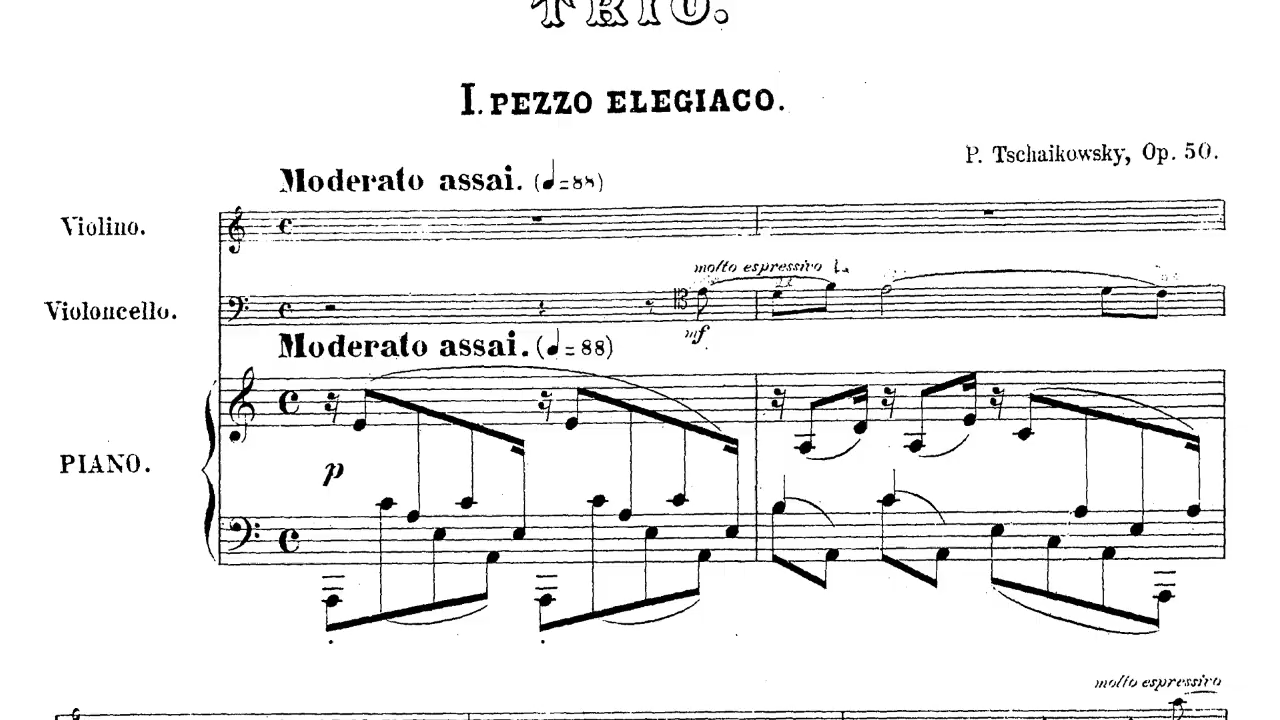 TRIO.
I. PEZZO ELEGIACO.
P. Tschaikowsky, Op. 50.
Moderato assai. (♩=88)
Violino.
molto espressivo
Violoncello.
mf
Moderato assai. (♩=88)
PIANO.
p
molto espressivo